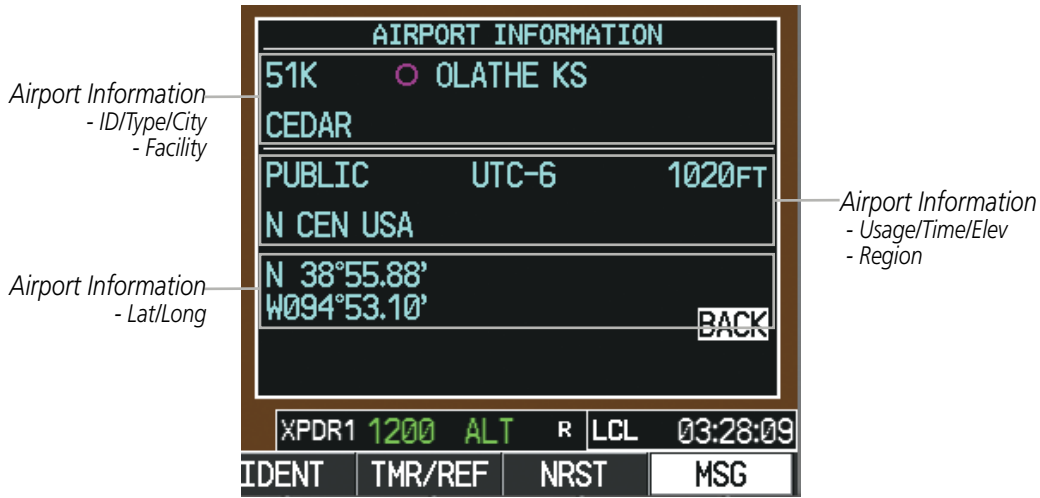 AIRPORT INFORMATION
51K OLATHE KS
CEDAR
PUBLIC UTC-6 1020FT
N CEN USA
N 38°55.88'
W094°53.10'
BACK
XPDR1 1200 ALT R LCL 03:28:09
IDENT TMR/REF NRST MSG
Airport Information
- ID/Type/City
- Facility
Airport Information
- Usage/Time/Elev
- Region
Airport Information
- Lat/Long